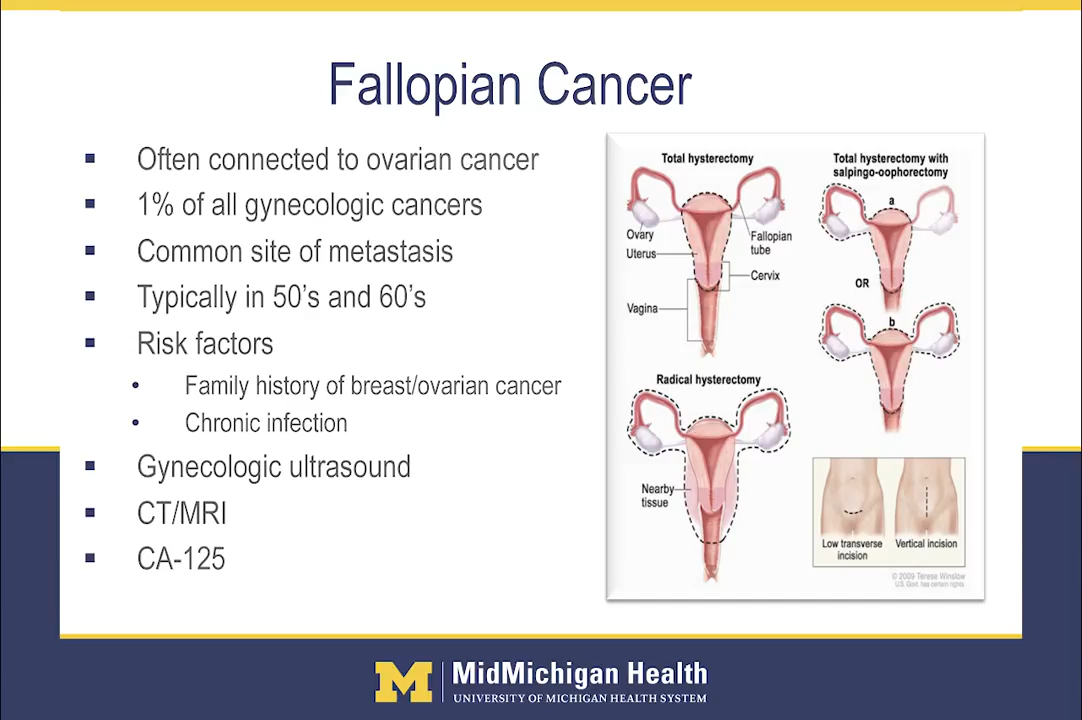 Fallopian Cancer
▪ Often connected to ovarian cancer
▪ 1% of all gynecologic cancers
▪ Common site of metastasis
▪ Typically in 50's and 60's
▪ Risk factors
• Family history of breast/ovarian cancer
• Chronic infection
▪ Gynecologic ultrasound
▪ CT/MRI
▪ CA-125
Total hysterectomy
Ovary
Uterus
Fallopian
tube
Cervix
Vagina
Total hysterectomy with
salpingo-oophorectomy
a
OR
b
Radical hysterectomy
Nearby
tissue
Low transverse
incision
Vertical incision
© 2009 Terese Winslow
U.S. Govt. has certain rights
M
MidMichigan Health
UNIVERSITY OF MICHIGAN HEALTH SYSTEM